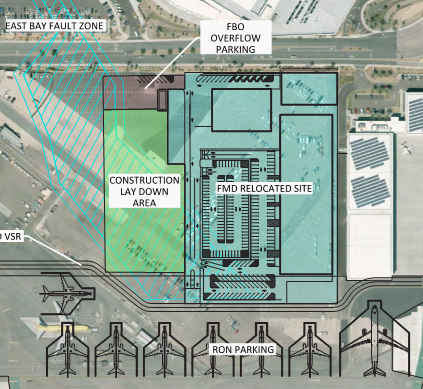 EAST BAY FAULT ZONE
FBO
OVERFLOW
PARKING
CONSTRUCTION
LAY DOWN
AREA
FMD RELOCATED SITE
VSR
RON PARKING